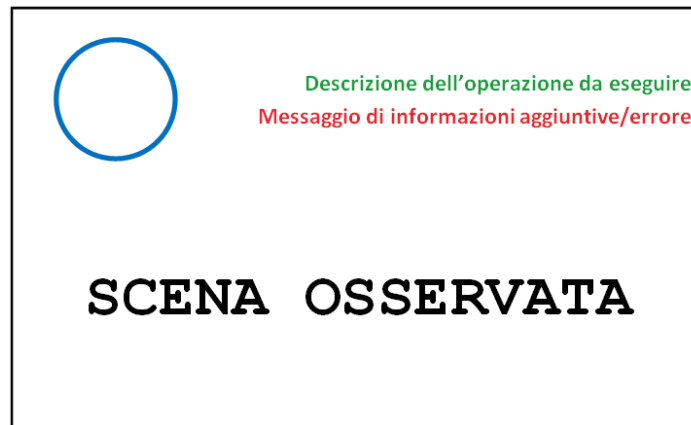 Descrizione dell’operazione da eseguire
Messaggio di informazioni aggiuntive/errore
SCENA OSSERVATA